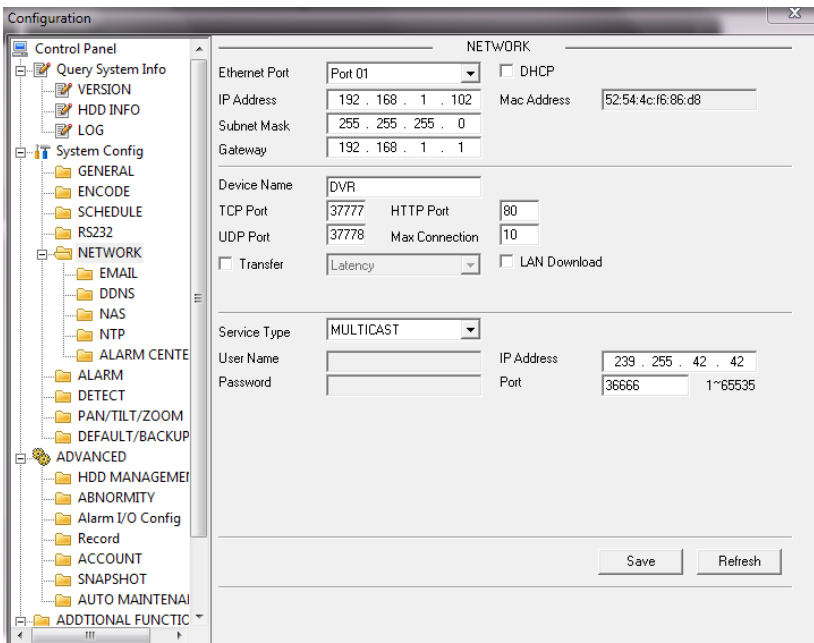 Configuration
Control Panel
Query System Info
VERSION
HDD INFO
LOG
System Config
GENERAL
ENCODE
SCHEDULE
RS232
NETWORK
EMAIL
DDNS
NAS
NTP
ALARM CENTE
ALARM
DETECT
PAN/TILT/ZOOM
DEFAULT/BACKUP
ADVANCED
HDD MANAGEMEI
ABNORMITY
Alarm I/O Config
Record
ACCOUNT
SNAPSHOT
AUTO MAINTENAI
ADDTIONAL FUNCTIC
NETWORK
Ethernet Port Port 01 DHCP
IP Address 192 . 168 . 1 . 102 Mac Address 52:54:4c:f6:86:d8
Subnet Mask 255 . 255 . 255 . 0
Gateway 192 . 168 . 1 . 1
Device Name DVR
TCP Port 37777 HTTP Port 80
UDP Port 37778 Max Connection 10
Transfer Latency LAN Download
Service Type MULTICAST
User Name IP Address 239 . 255 . 42 . 42
Password Port 36666 1~65535
Save Refresh